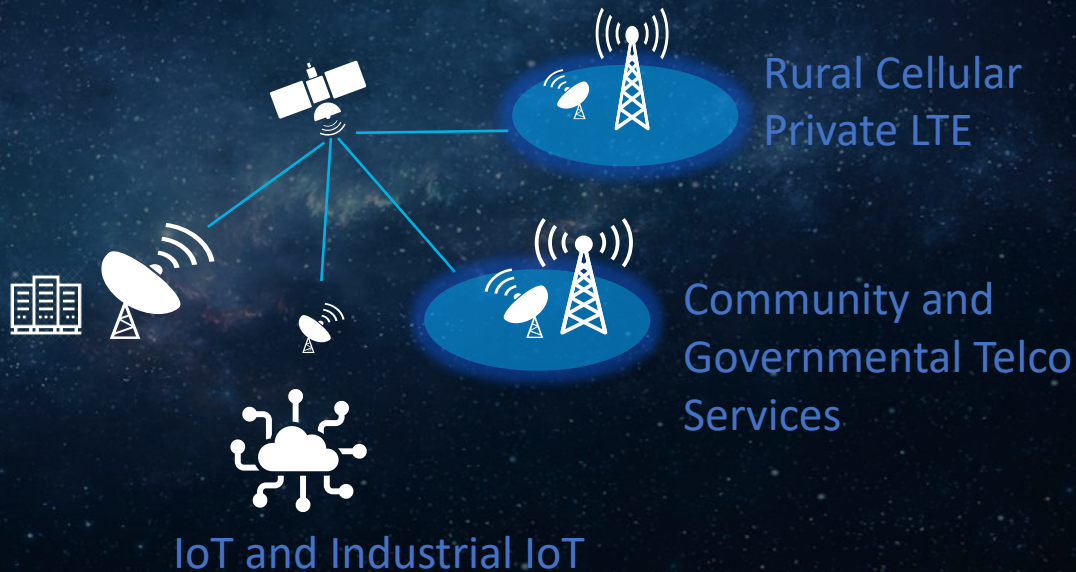 Rural Cellular
Private LTE
Community and
Governmental Telco
Services
IoT and Industrial IoT